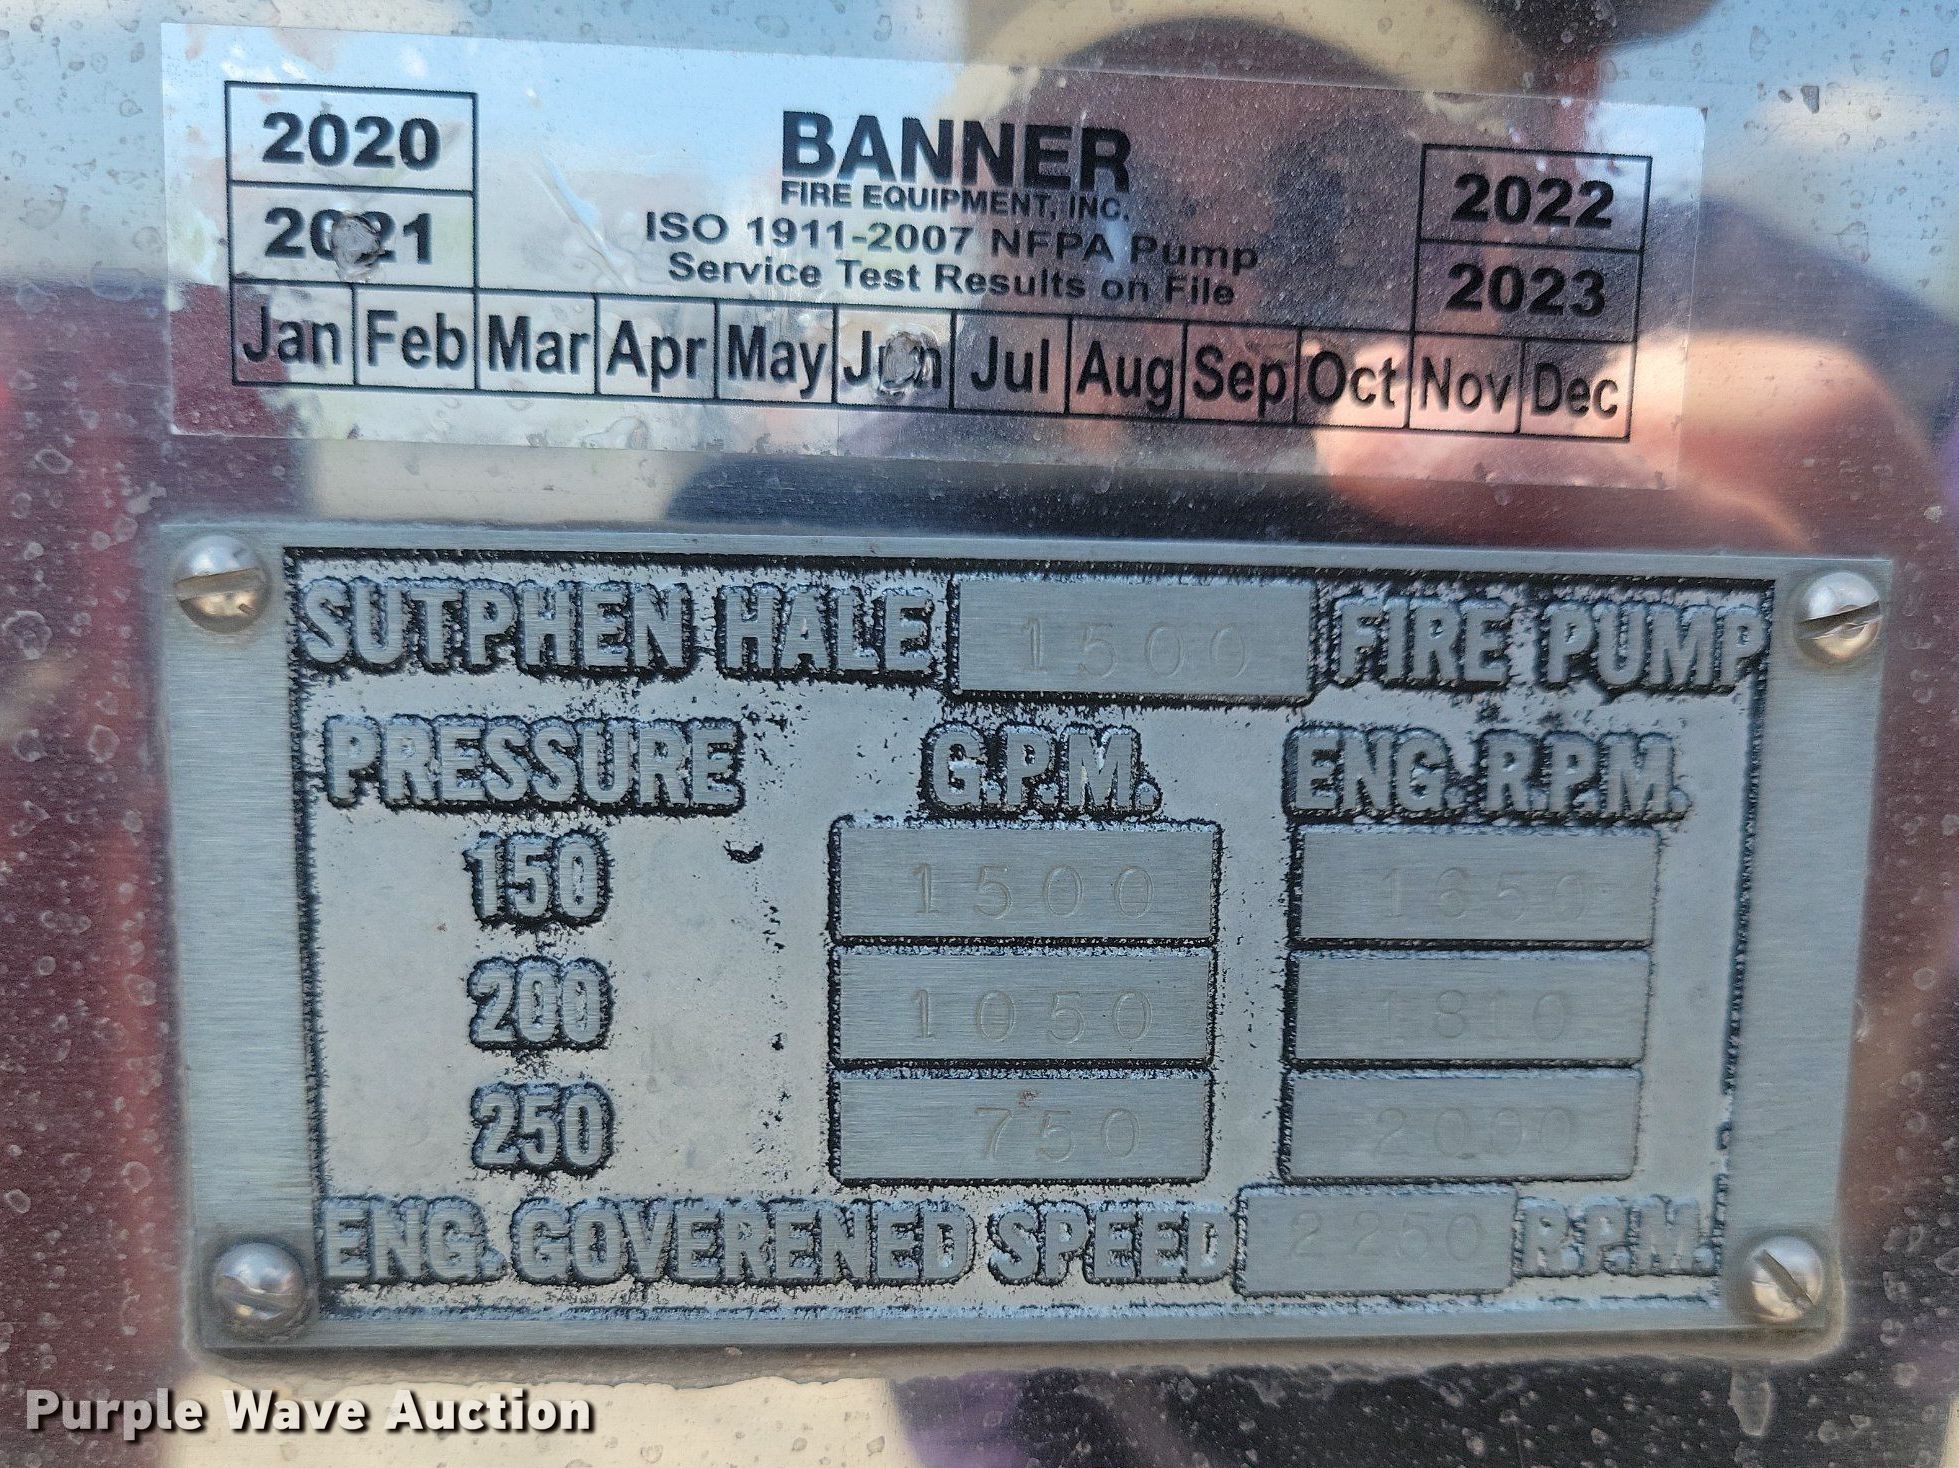 2020
2021
BANNER
FIRE EQUIPMENT, INC.
ISO 1911-2007 NFPA Pump
Service Test Results on File
2022
2023
Jan Feb Mar Apr May Jun Jul Aug Sep Oct Nov Dec
SUTPHEN HALE 1500 FIRE PUMP
PRESSURE G.P.M. ENG. R.P.M.
150 1500 1650
200 1050 1810
250 750
ENG. GOVERENED SPEED 2250 R.P.M.
Purple Wave Auction